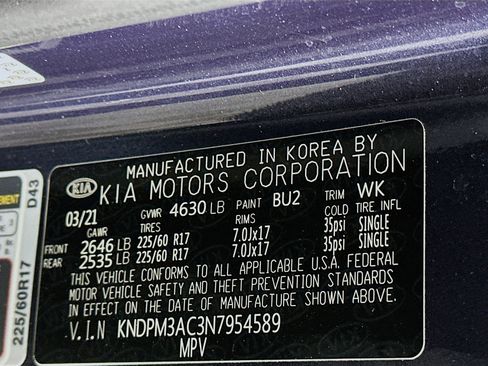 MANUFACTURED IN KOREA BY
KIA KIA MOTORS CORPORATION
03/21 GVWR 4630 LB PAINT BU2 TRIM WK
TIRES RIMS COLD TIRE INFL
FRONT 2646 LB 225/60 R17 7.0Jx17 35psi SINGLE
REAR 2535 LB 225/60 R17 7.0Jx17 35psi SINGLE
THIS VEHICLE CONFORMS TO ALL APPLICABLE U.S.A. FEDERAL
MOTOR VEHICLE SAFETY AND THEFT PREVENTION STANDARDS
IN EFFECT ON THE DATE OF MANUFACTURE SHOWN ABOVE.
V.I.N KNDPM3AC3N7954589
MPV
D43
225/60R17